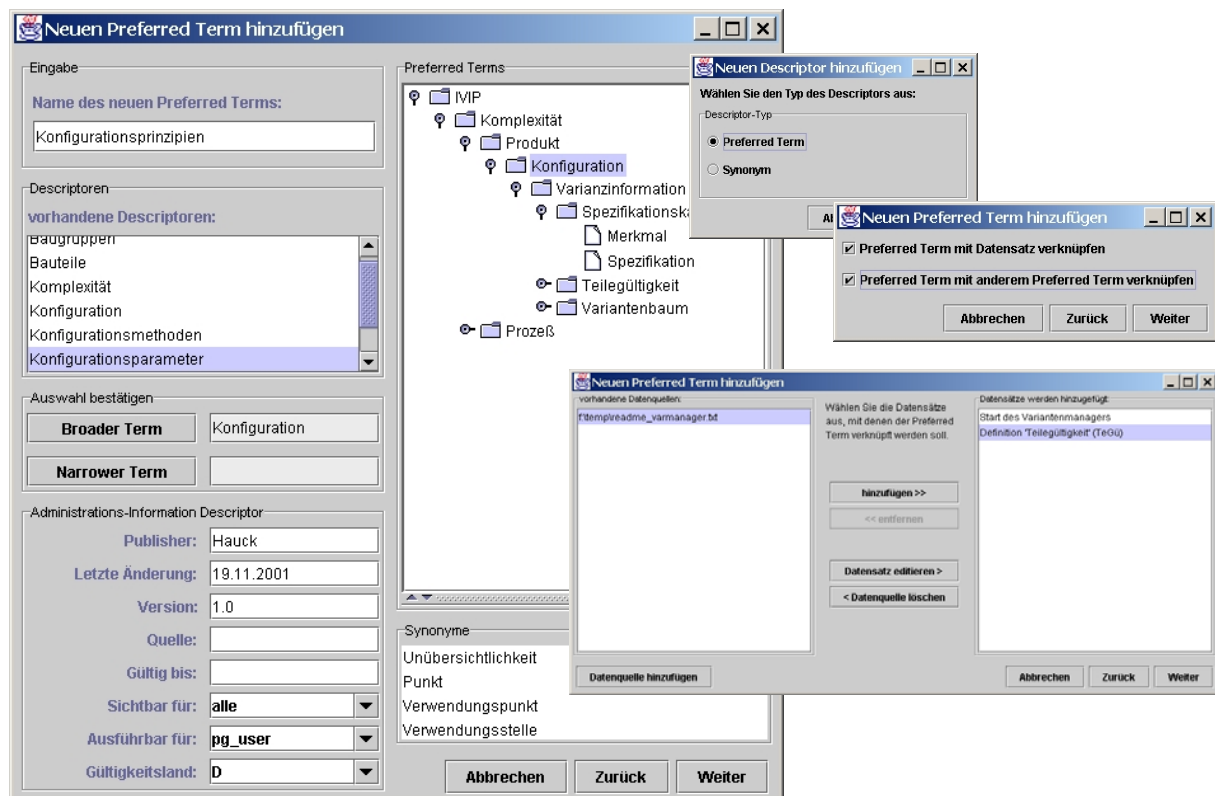 Neuen Preferred Term hinzufügen
Eingabe
Name des neuen Preferred Terms:
Konfigurationsprinzipien
Descriptoren
vorhandene Descriptoren:
Baugruppen
Bauteile
Komplexität
Konfiguration
Konfigurationsmethoden
Konfigurationsparameter
Auswahl bestätigen
Broader Term
Konfiguration
Narrower Term
Administrations-Information Descriptor
Publisher: Hauck
Letzte Änderung: 19.11.2001
Version: 1.0
Quelle:
Gültig bis:
Sichtbar für: alle
Ausführbar für: pg_user
Gültigkeitsland: D
Preferred Terms
IVIP
Komplexität
Produkt
Konfiguration
Varianzinformation
Merkmal
Spezifikation
Teilegültigkeit
Variantenbaum
Prozeß
Synonyme
Unübersichtlichkeit
Punkt
Verwendungspunkt
Verwendungsstelle
Abbrechen Zurück Weiter
Neuen Descriptor hinzufügen
Wählen Sie den Typ des Descriptors aus:
Descriptor-Typ
Preferred Term
Synonym
Neuen Preferred Term hinzufügen
Preferred Term mit Datensatz verknüpfen
Preferred Term mit anderem Preferred Term verknüpfen
Abbrechen Zurück Weiter
Neuen Preferred Term hinzufügen
vorhandene Datenquellen:
f:\temp\readme_varmanager.txt
Wählen Sie die Datensätze
aus, mit denen der Preferred
Term verknüpft werden soll.
hinzufügen >>
<< entfernen
Datensatz editieren >
< Datenquelle löschen
Datensätze werden hinzugefügt:
Start des Variantenmanagers
Definition 'Teilegültigkeit' (TeGü)
Datenquelle hinzufügen
Abbrechen Zurück Weiter